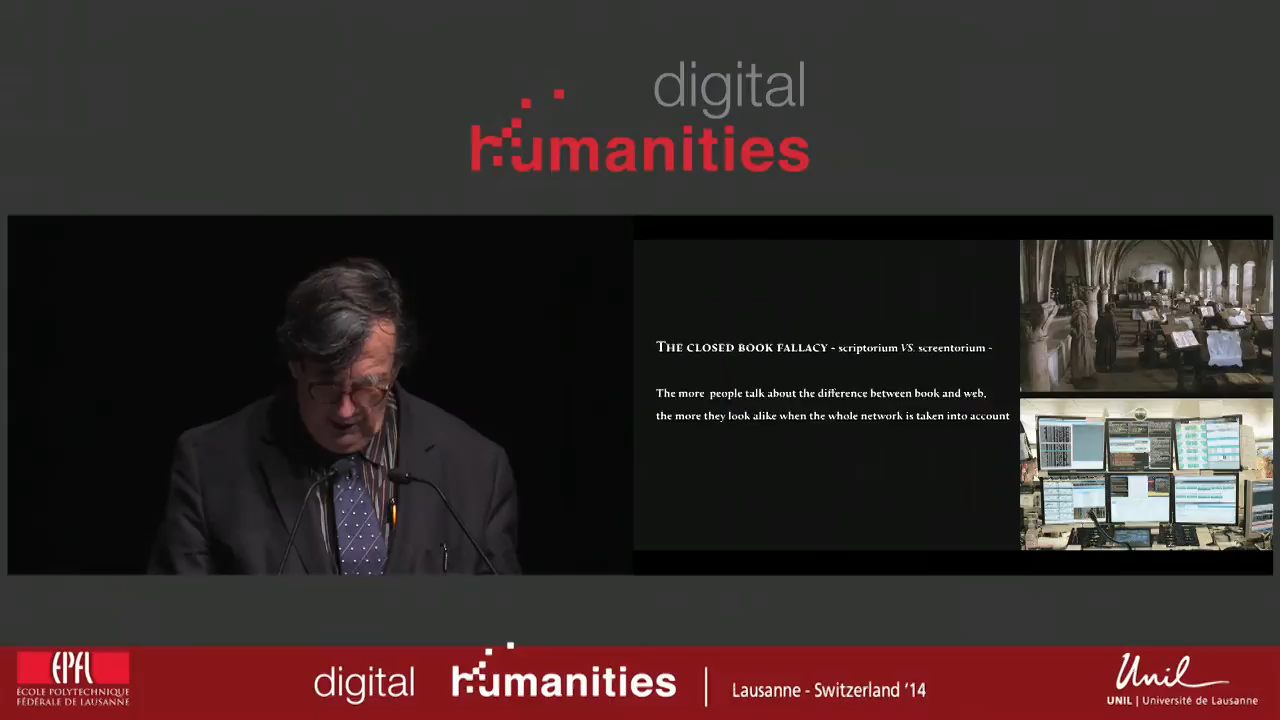 digital
humanities
THE CLOSED BOOK FALLACY - scriptorium VS. screentorium -
The more people talk about the difference between book and web,
the more they look alike when the whole network is taken into account
EPFL
ÉCOLE POLYTECHNIQUE
FÉDÉRALE DE LAUSANNE
digital humanities
Lausanne - Switzerland '14
Unil
UNIL | Université de Lausanne